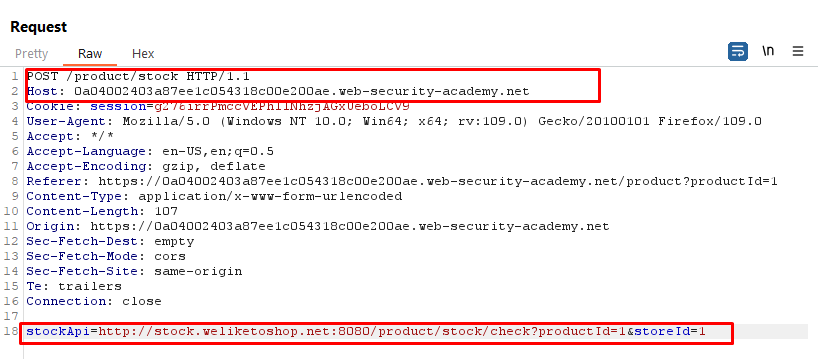 Request
Pretty Raw Hex
\n
1 POST /product/stock HTTP/1.1
2 Host: 0a04002403a87ee1c054318c00e200ae.web-security-academy.net
3 Cookie:
4 User-Agent: Mozilla/5.0 (Windows NT 10.0; Win64; x64; rv:109.0) Gecko/20100101 Firefox/109.0
5 Accept: */*
6 Accept-Language: en-US,en;q=0.5
7 Accept-Encoding: gzip, deflate
8 Referer: https://0a04002403a87ee1c054318c00e200ae.web-security-academy.net/product?productId=1
9 Content-Type: application/x-www-form-urlencoded
10 Content-Length: 107
11 Origin: https://0a04002403a87ee1c054318c00e200ae.web-security-academy.net
12 Sec-Fetch-Dest: empty
13 Sec-Fetch-Mode: cors
14 Sec-Fetch-Site: same-origin
15 Te: trailers
16 Connection: close
17
18 stockApi=http://stock.weliketoshop.net:8080/product/stock/check?productId=1&storeId=1